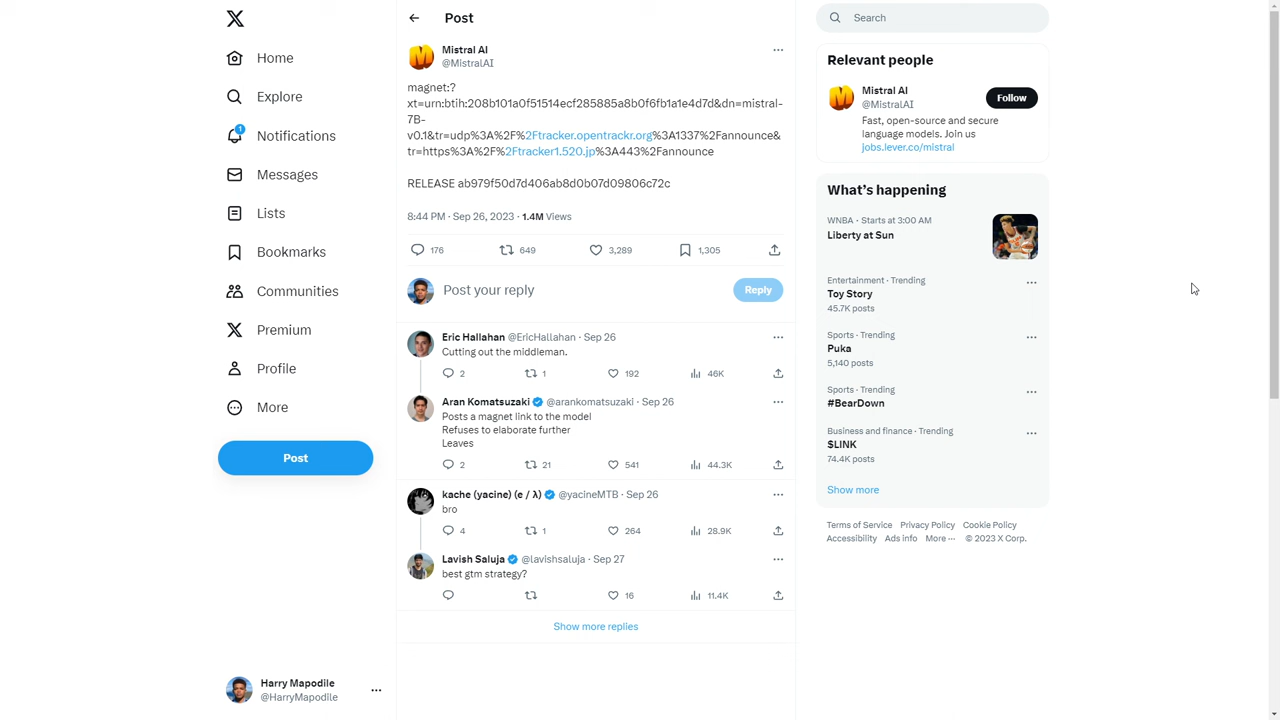 Post
Search
Mistral AI
@MistralAI
magnet:?
xt=urn:btih:208b101a0f51514ecf285885a8b0f6fb1a1e4d7d&dn=mistral-
7B-
v0.1&tr=udp%3A%2F%2Ftracker.opentrackr.org%3A1337%2Fannounce&
tr=https%3A%2F%2Ftracker1.520.jp%3A443%2Fannounce
RELEASE ab979f50d7d406ab8d0b07d09806c72c
8:44 PM · Sep 26, 2023 · 1.4M Views
176 649 3,289 1,305
Post your reply
Reply
Eric Hallahan @EricHallahan · Sep 26
Cutting out the middleman.
2 1 192 46K
Aran Komatsuzaki @arankomatsuzaki · Sep 26
Posts a magnet link to the model
Refuses to elaborate further
Leaves
2 21 541 44.3K
kache (yacine) (e / λ) @yacineMTB · Sep 26
bro
4 1 264 28.9K
Lavish Saluja @lavishsaluja · Sep 27
best gtm strategy?
16 11.4K
Show more replies
Home
Explore
1
Notifications
Messages
Lists
Bookmarks
Communities
Premium
Profile
More
Post
Harry Mapodile
@HarryMapodile
Relevant people
Mistral AI
@MistralAI
Follow
Fast, open-source and secure
language models. Join us
jobs.lever.co/mistral
What's happening
WNBA · Starts at 3:00 AM
Liberty at Sun
Entertainment · Trending
Toy Story
45.7K posts
Sports · Trending
Puka
5,140 posts
Sports · Trending
#BearDown
Business and finance · Trending
$LINK
74.4K posts
Show more
Terms of Service Privacy Policy Cookie Policy
Accessibility Ads info More ··· © 2023 X Corp.